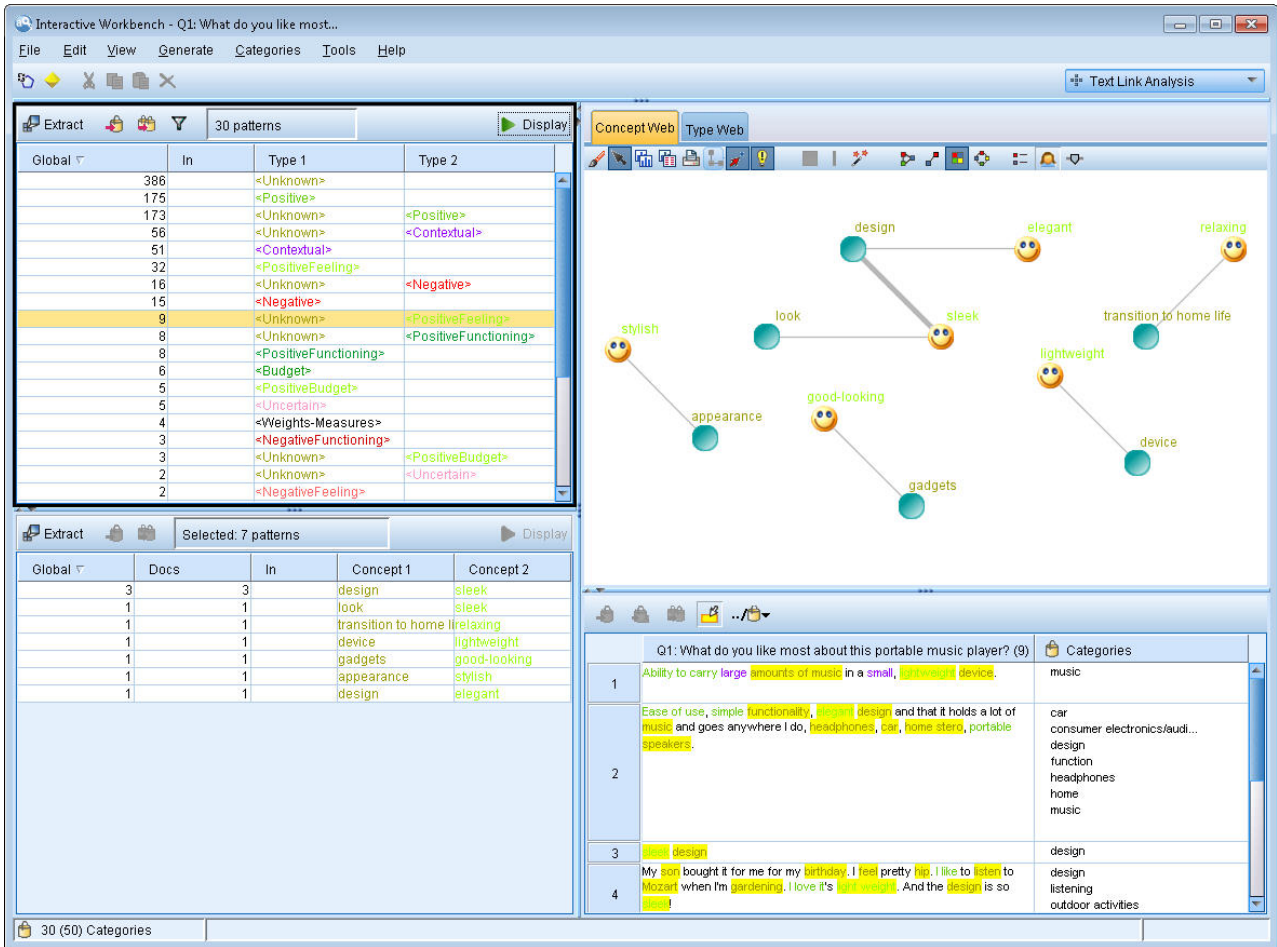 Interactive Workbench - Q1: What do you like most...
File Edit View Generate Categories Tools Help
Text Link Analysis
Extract 30 patterns Display
Global In Type 1 Type 2
386 <Unknown>
175 <Positive>
173 <Unknown> <Positive>
56 <Unknown> <Contextual>
51 <Contextual>
32 <PositiveFeeling>
16 <Unknown> <Negative>
15 <Negative>
9 <Unknown> <PositiveFeeling>
8 <Unknown> <PositiveFunctioning>
8 <PositiveFunctioning>
6 <Budget>
5 <PositiveBudget>
5 <Uncertain>
4 <Weights-Measures>
3 <NegativeFunctioning>
3 <Unknown> <PositiveBudget>
2 <Unknown> <Uncertain>
2 <NegativeFeeling>
Extract Selected: 7 patterns Display
Global Docs In Concept 1 Concept 2
3 3 design sleek
1 1 look sleek
1 1 transition to home li relaxing
1 1 device lightweight
1 1 gadgets good-looking
1 1 appearance stylish
1 1 design elegant
Concept Web Type Web
design elegant relaxing
look sleek transition to home life
stylish lightweight
good-looking
appearance
device
gadgets
../
Q1: What do you like most about this portable music player? (9) Categories
1 Ability to carry large amounts of music in a small, lightweight device. music
2 Ease of use, simple functionality, elegant design and that it holds a lot of
music and goes anywhere I do, headphones, car, home stero, portable
speakers.
car
consumer electronics/audi...
design
function
headphones
home
music
3 sleek design design
4 My son bought it for me for my birthday. I feel pretty hip. I like to listen to
Mozart when I'm gardening. I love it's light weight. And the design is so
sleek!
design
listening
outdoor activities
30 (50) Categories